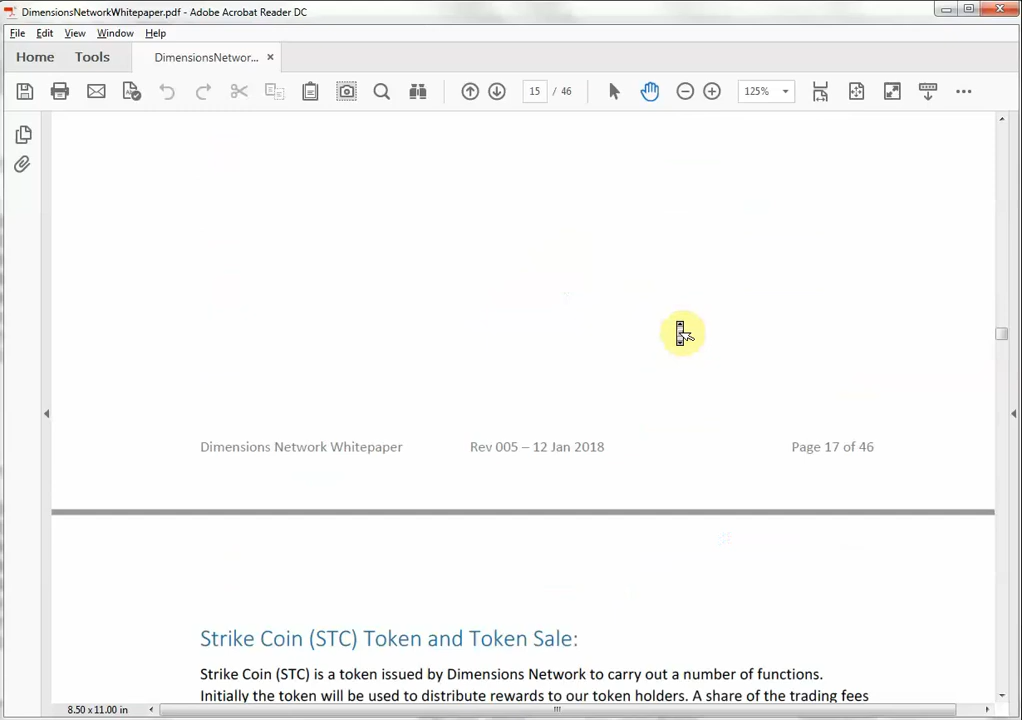 DimensionsNetworkWhitepaper.pdf - Adobe Acrobat Reader DC
File Edit View Window Help
Home Tools DimensionsNetwor... ×
15 / 46 125%
Dimensions Network Whitepaper Rev 005 – 12 Jan 2018 Page 17 of 46
Strike Coin (STC) Token and Token Sale:
Strike Coin (STC) is a token issued by Dimensions Network to carry out a number of functions.
Initially the token will be used to distribute rewards to our token holders. A share of the trading fees
8.50 x 11.00 in